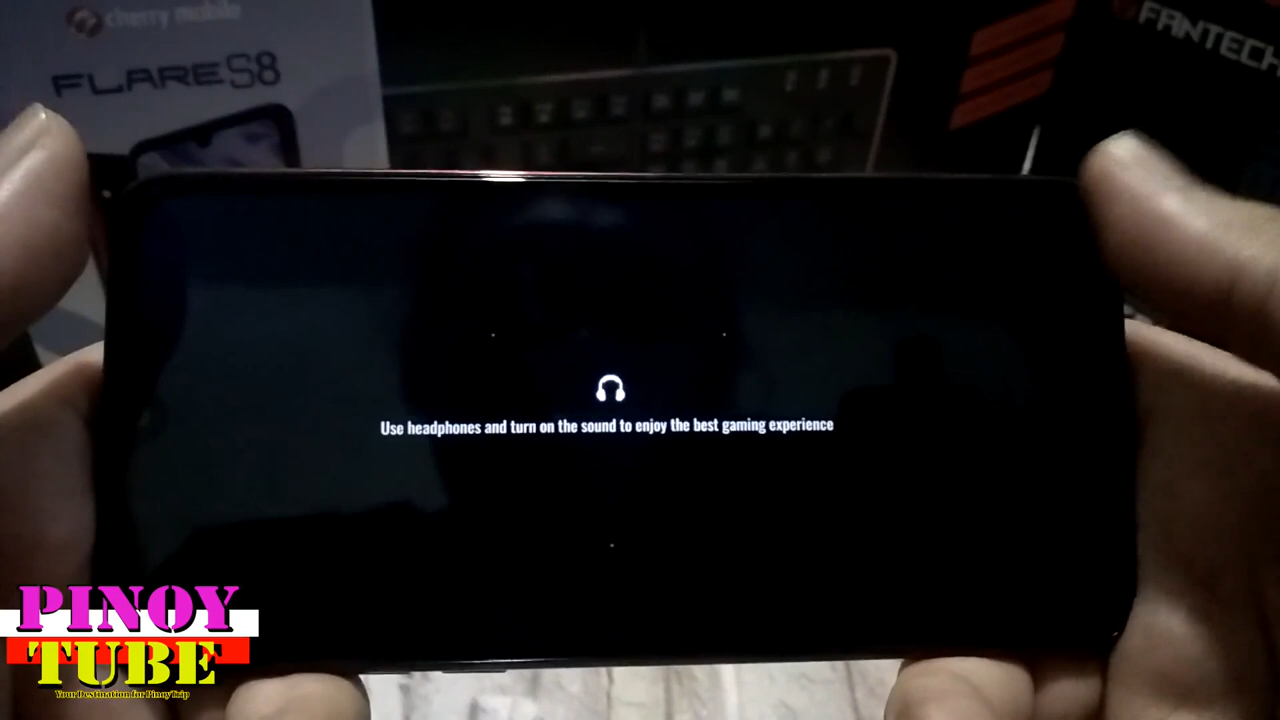 cherry mobile
FLARE S8
FANTECH
Use headphones and turn on the sound to enjoy the best gaming experience
PINOY
TUBE
Your Destination for PinoyTrip